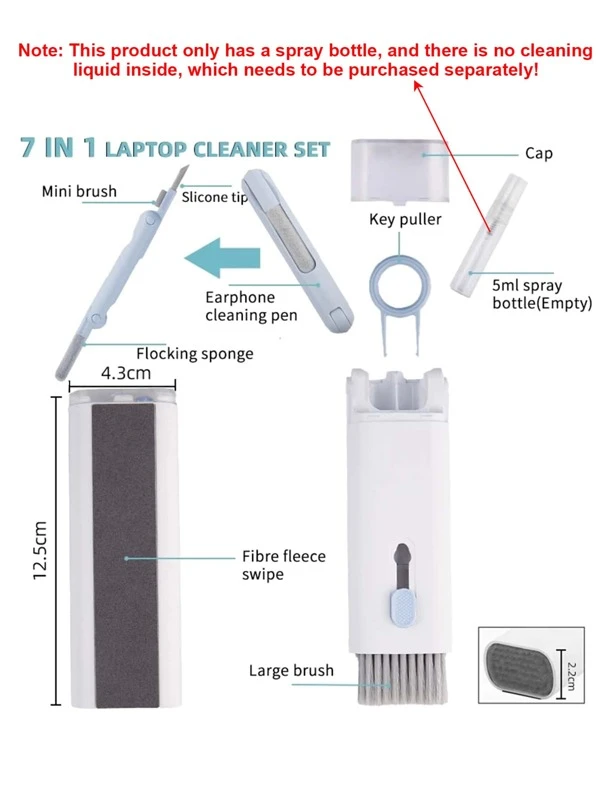 Note: This product only has a spray bottle, and there is no cleaning
liquid inside, which needs to be purchased separately!
7 IN 1 LAPTOP CLEANER SET
Cap
Mini brush
Silicone tip
Key puller
5ml spray
bottle(Empty)
Earphone
cleaning pen
Flocking sponge
4.3cm
12.5cm
Fibre fleece
swipe
Large brush
2.2cm